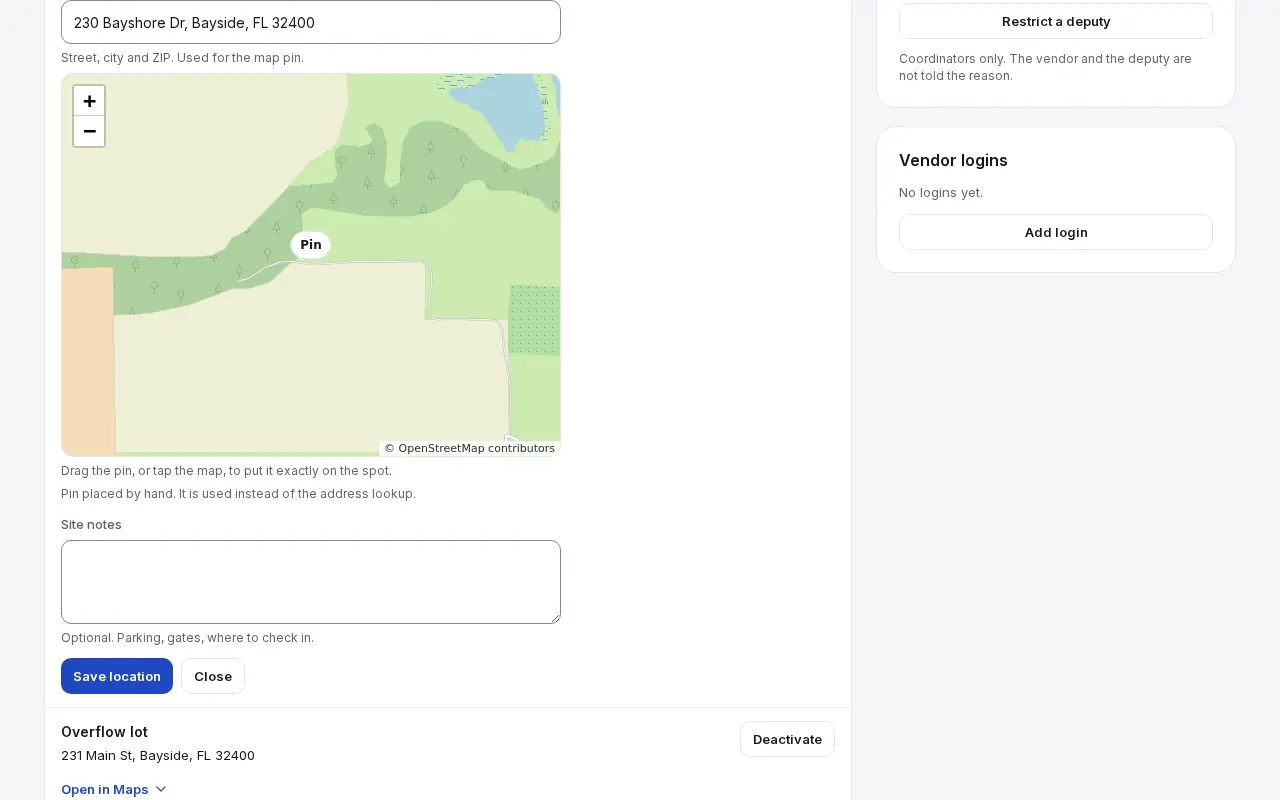 230 Bayshore Dr, Bayside, FL 32400
Street, city and ZIP. Used for the map pin.
+
−
Pin
© OpenStreetMap contributors
Drag the pin, or tap the map, to put it exactly on the spot.
Pin placed by hand. It is used instead of the address lookup.
Site notes
Optional. Parking, gates, where to check in.
Save location
Close
Overflow lot
231 Main St, Bayside, FL 32400
Deactivate
Open in Maps
Restrict a deputy
Coordinators only. The vendor and the deputy are
not told the reason.
Vendor logins
No logins yet.
Add login